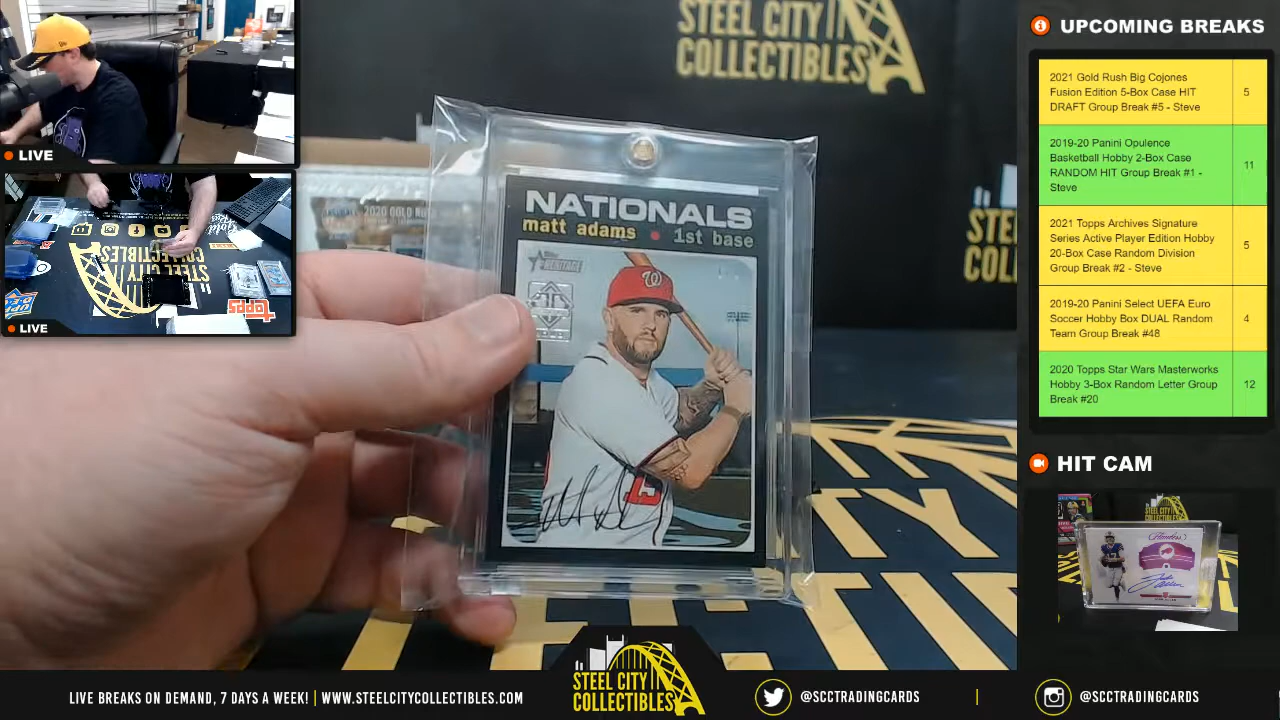 STEEL CITY
COLLECTIBLES
LIVE
LIVE
topps
NATIONALS
matt adams • 1st base
HERITAGE
STEEL
COLL
UPCOMING BREAKS
2021 Gold Rush Big Cojones
Fusion Edition 5-Box Case HIT
DRAFT Group Break #5 - Steve
5
2019-20 Panini Opulence
Basketball Hobby 2-Box Case
RANDOM HIT Group Break #1 -
Steve
11
2021 Topps Archives Signature
Series Active Player Edition Hobby
20-Box Case Random Division
Group Break #2 - Steve
5
2019-20 Panini Select UEFA Euro
Soccer Hobby Box DUAL Random
Team Group Break #48
4
2020 Topps Star Wars Masterworks
Hobby 3-Box Random Letter Group
Break #20
12
HIT CAM
Flawless
LIVE BREAKS ON DEMAND, 7 DAYS A WEEK! | WWW.STEELCITYCOLLECTIBLES.COM
STEEL CITY
COLLECTIBLES
@SCCTRADINGCARDS
|
@SCCTRADINGCARDS